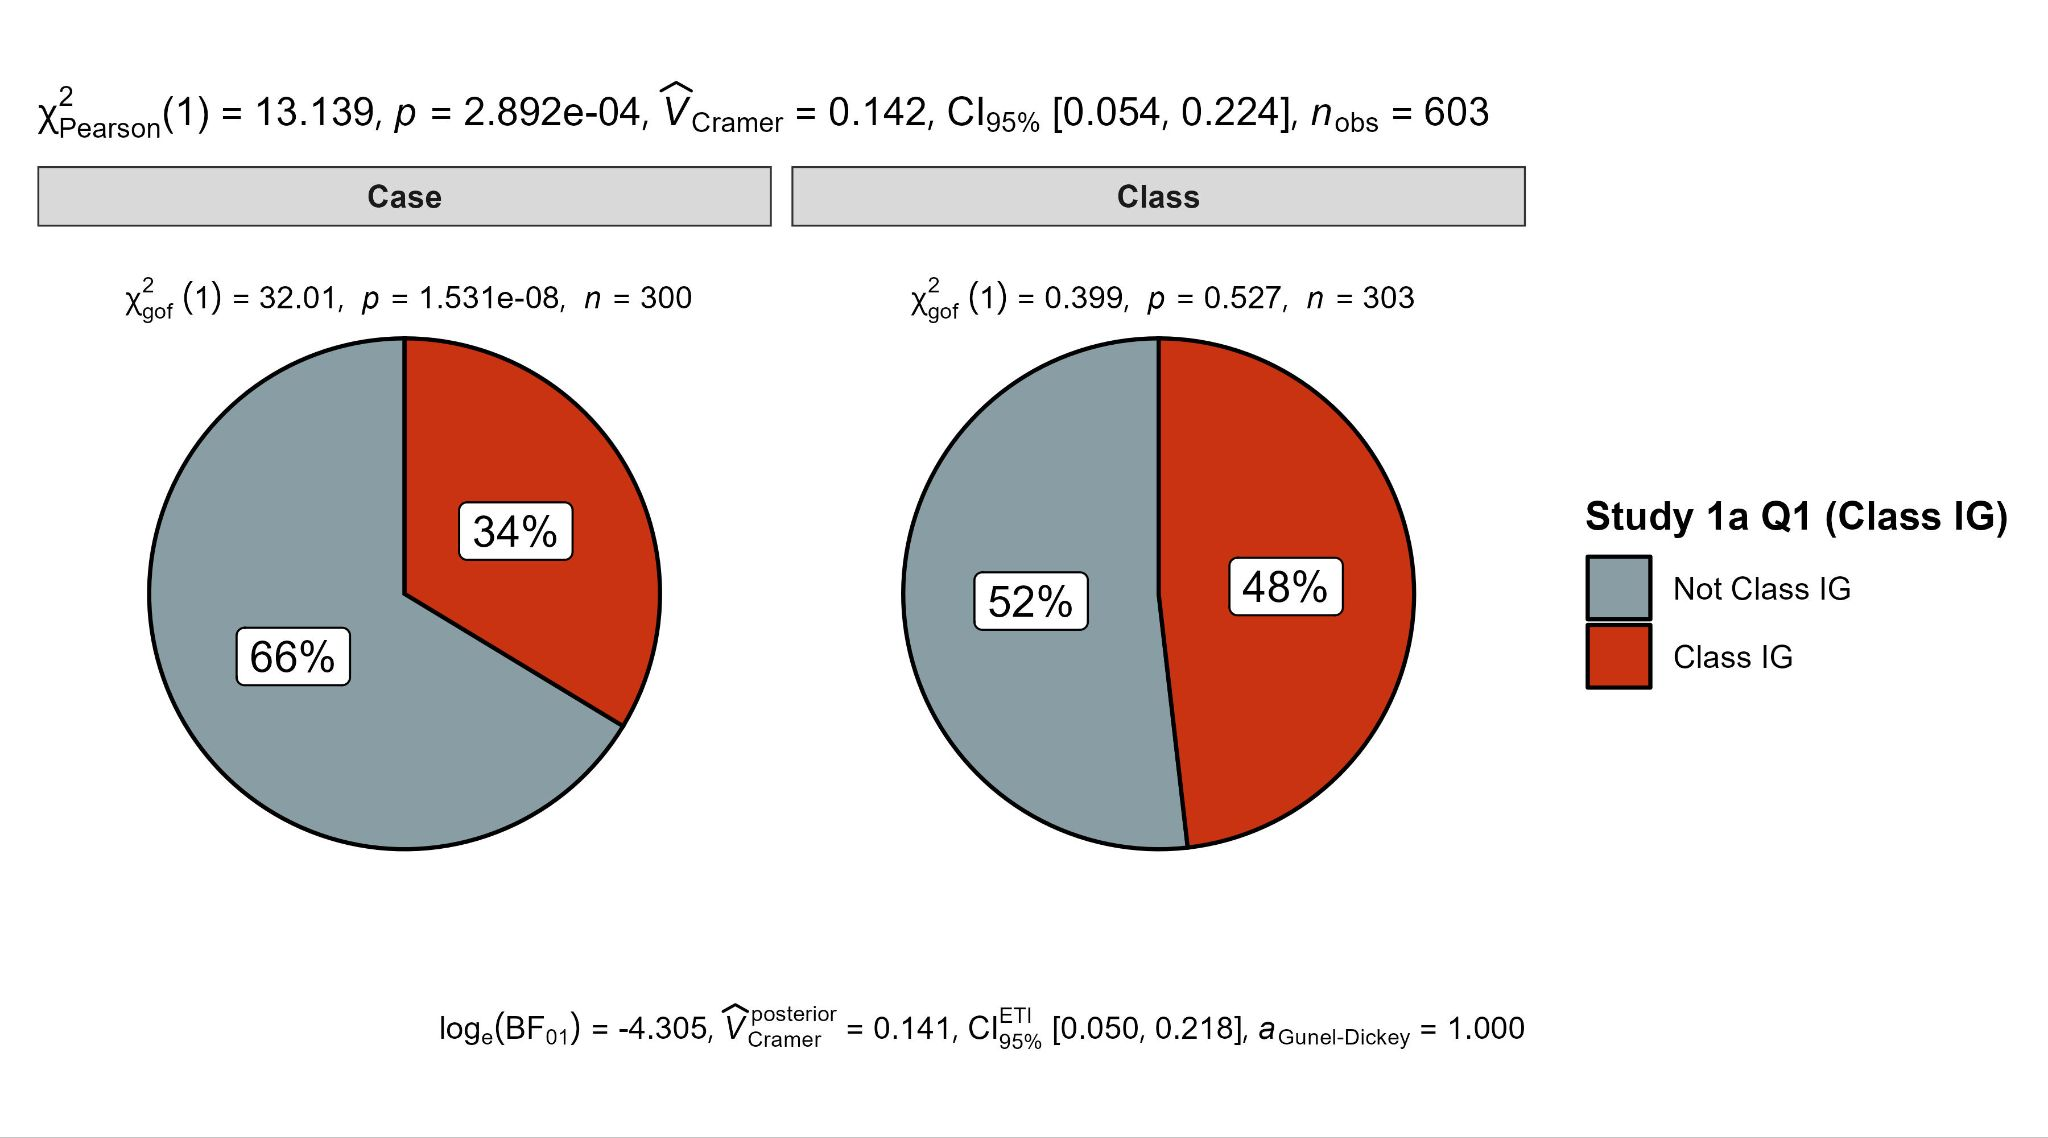 χ²Pearson(1) = 13.139, p = 2.892e-04, V̂Cramer = 0.142, CI95% [0.054, 0.224], nobs = 603
Case
Class
χ²gof (1) = 32.01, p = 1.531e-08, n = 300
χ²gof (1) = 0.399, p = 0.527, n = 303
34%
66%
52%
48%
Study 1a Q1 (Class IG)
Not Class IG
Class IG
loge(BF01) = -4.305, V̂posterior Cramer = 0.141, CI ETI 95% [0.050, 0.218], aGunel-Dickey = 1.000